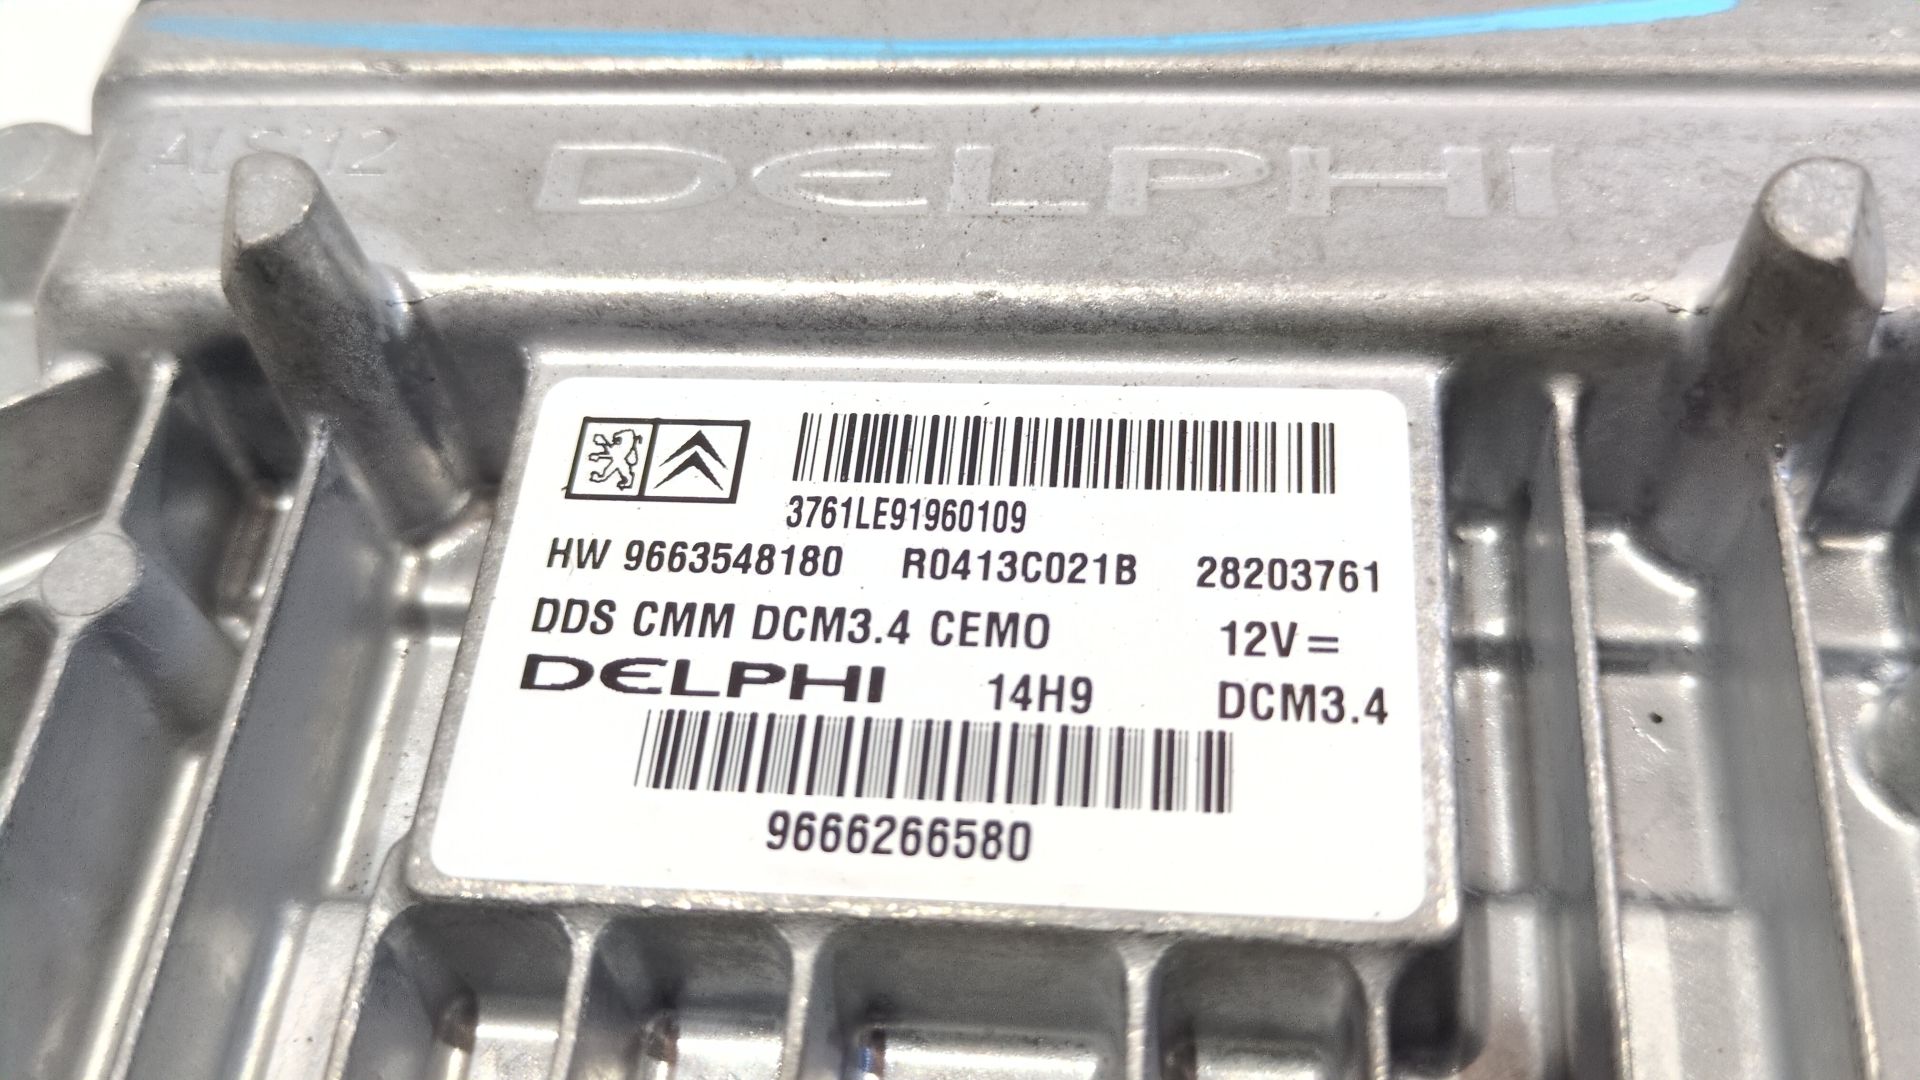 DELPHI
3761LE91960109
HW 9663548180 R0413C021B 28203761
DDS CMM DCM3.4 CEMO 12V =
DELPHI 14H9 DCM3.4
9666266580